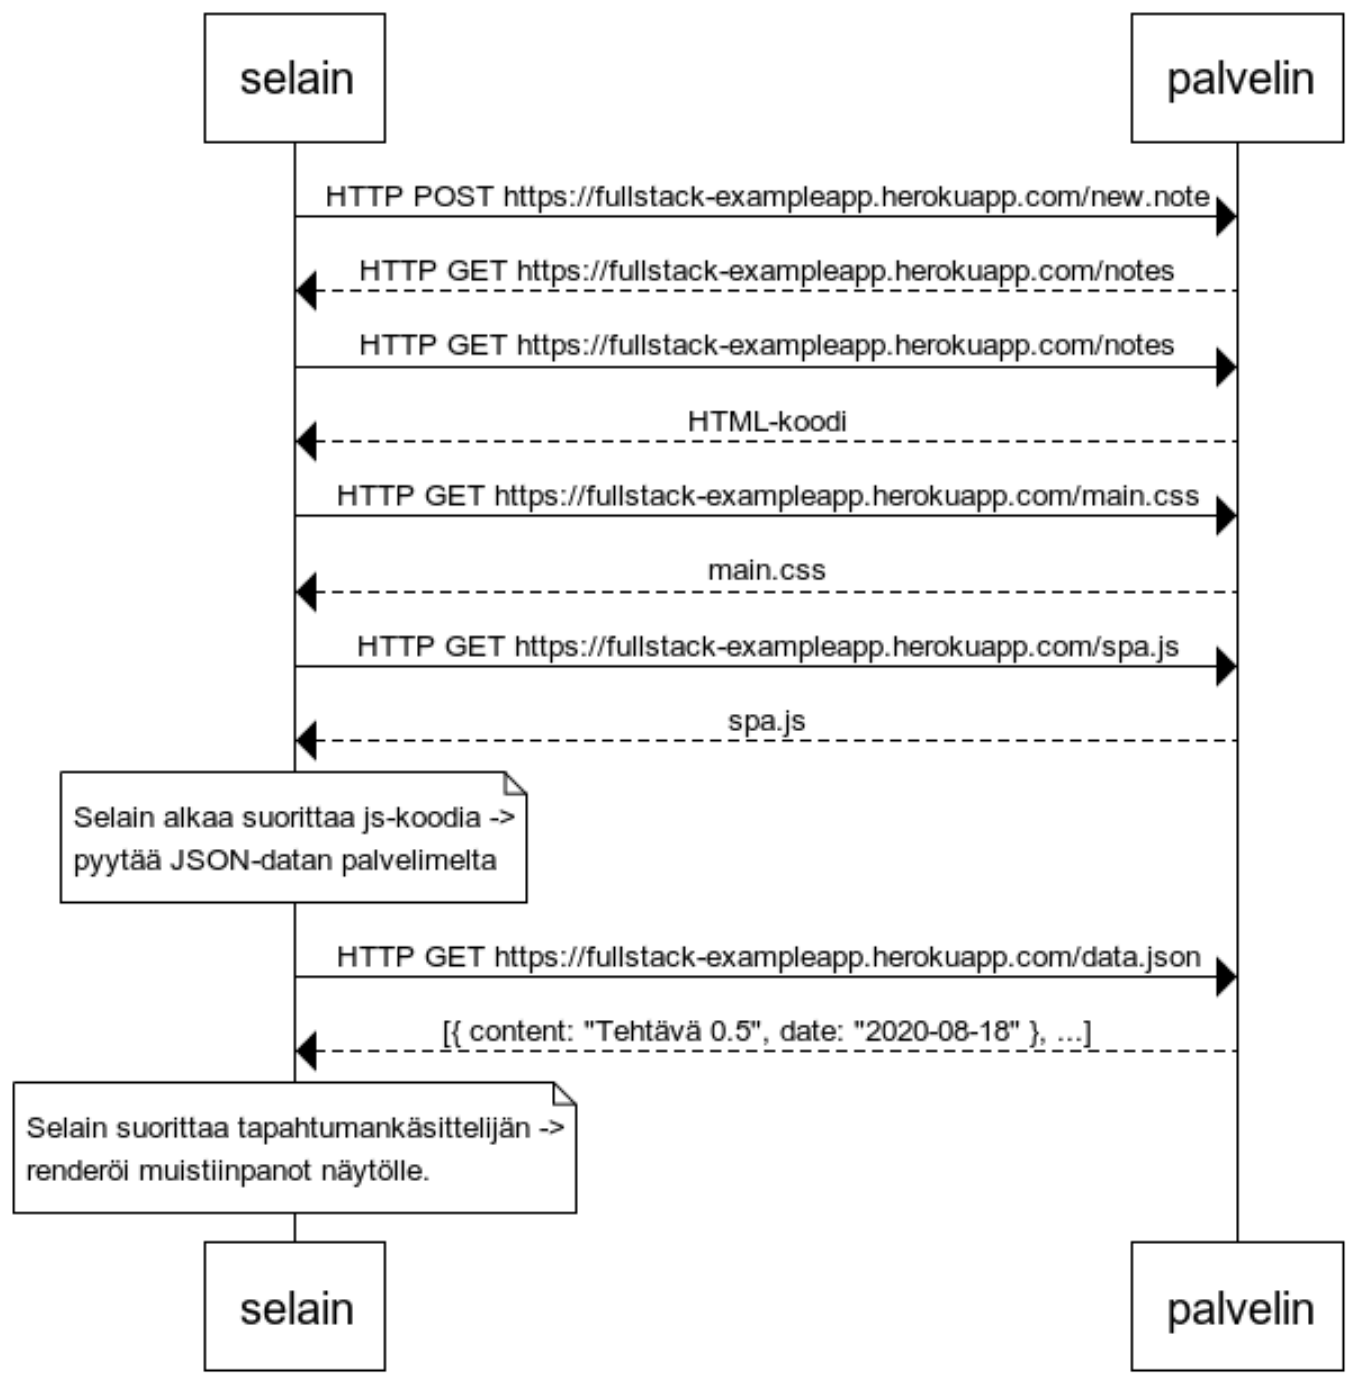 selain
palvelin
HTTP POST https://fullstack-exampleapp.herokuapp.com/new.note
HTTP GET https://fullstack-exampleapp.herokuapp.com/notes
HTTP GET https://fullstack-exampleapp.herokuapp.com/notes
HTML-koodi
HTTP GET https://fullstack-exampleapp.herokuapp.com/main.css
main.css
HTTP GET https://fullstack-exampleapp.herokuapp.com/spa.js
spa.js
Selain alkaa suorittaa js-koodia ->
pyytää JSON-datan palvelimelta
HTTP GET https://fullstack-exampleapp.herokuapp.com/data.json
[{ content: "Tehtävä 0.5", date: "2020-08-18" }, ...]
Selain suorittaa tapahtumankäsittelijän ->
renderöi muistiinpanot näytölle.
selain
palvelin